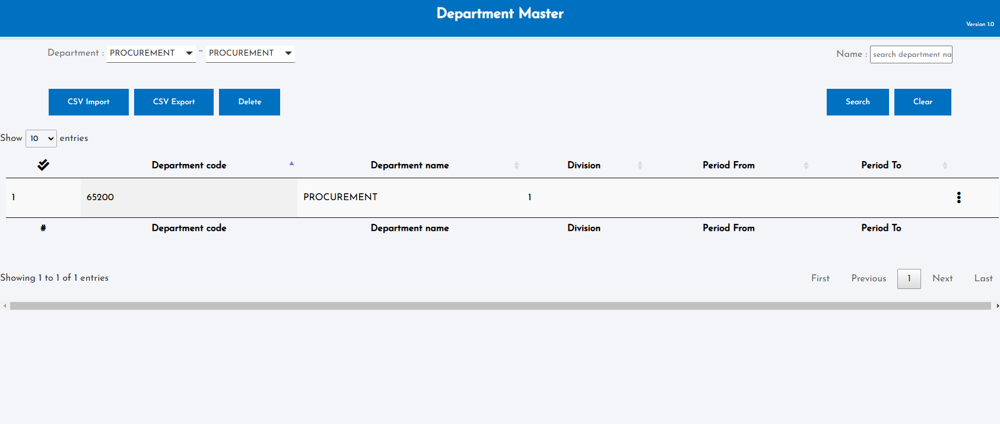 Department Master
Version 1.0
Department : PROCUREMENT ~ PROCUREMENT Name : search department na
CSV Import CSV Export Delete Search Clear
Show 10 entries
Department code Department name Division Period From Period To
1 65200 PROCUREMENT 1
# Department code Department name Division Period From Period To
Showing 1 to 1 of 1 entries First Previous 1 Next Last